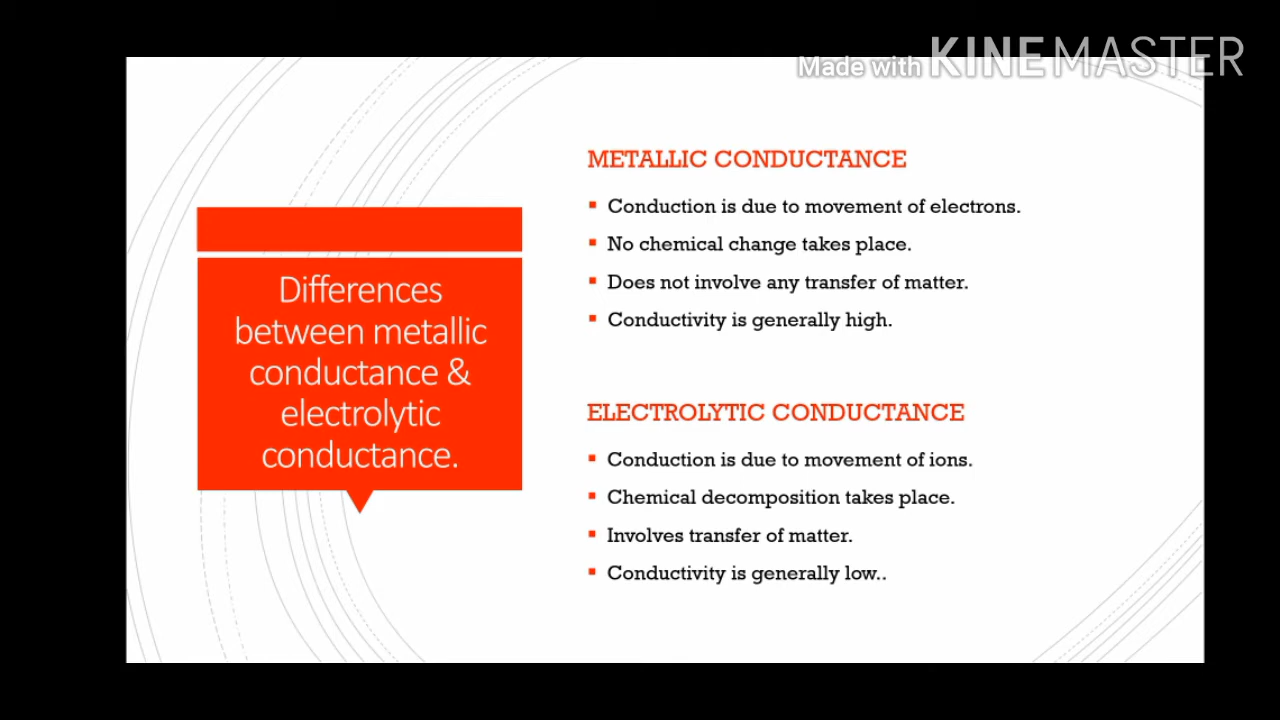 Made with KINEMASTER
Differences
between metallic
conductance &
electrolytic
conductance.
METALLIC CONDUCTANCE
▪ Conduction is due to movement of electrons.
▪ No chemical change takes place.
▪ Does not involve any transfer of matter.
▪ Conductivity is generally high.
ELECTROLYTIC CONDUCTANCE
▪ Conduction is due to movement of ions.
▪ Chemical decomposition takes place.
▪ Involves transfer of matter.
▪ Conductivity is generally low..